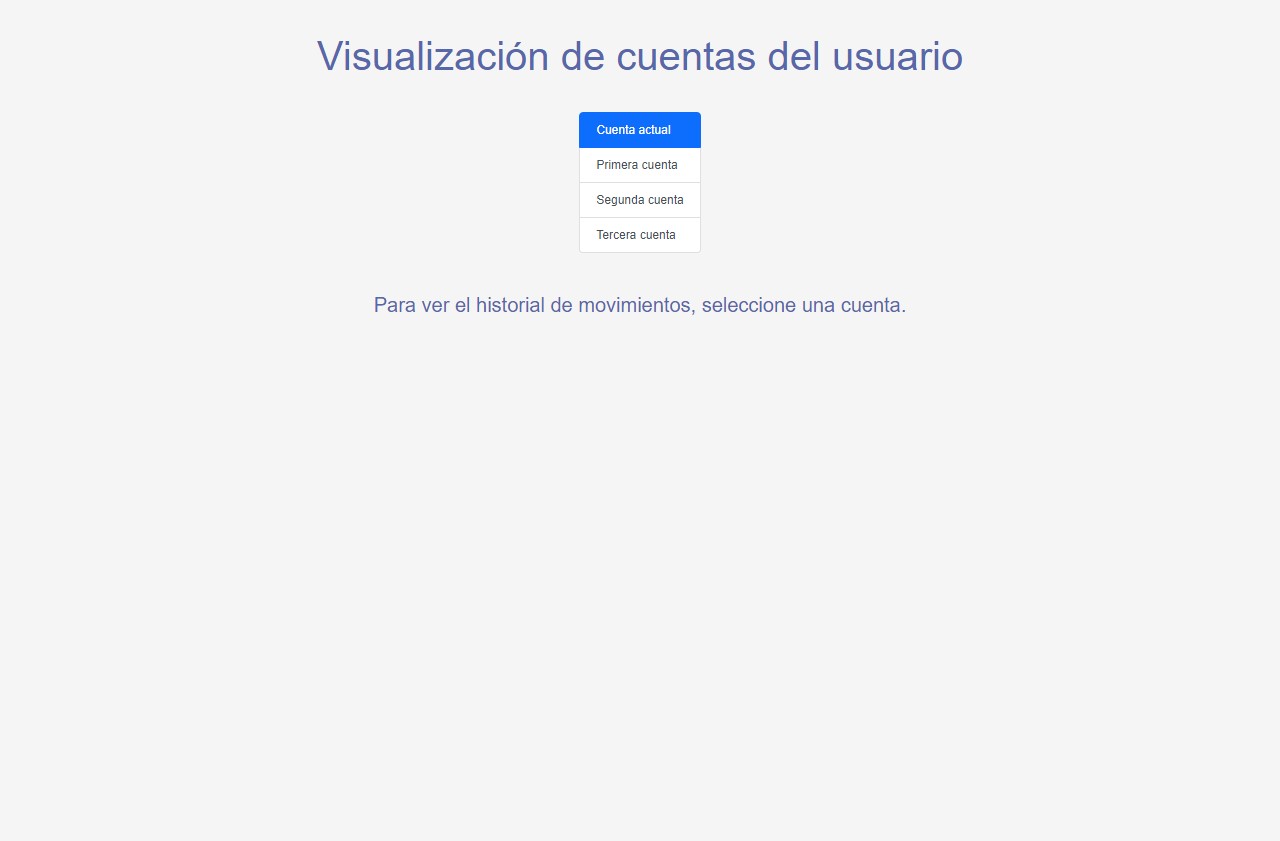 Visualización de cuentas del usuario
Cuenta actual
Primera cuenta
Segunda cuenta
Tercera cuenta
Para ver el historial de movimientos, seleccione una cuenta.